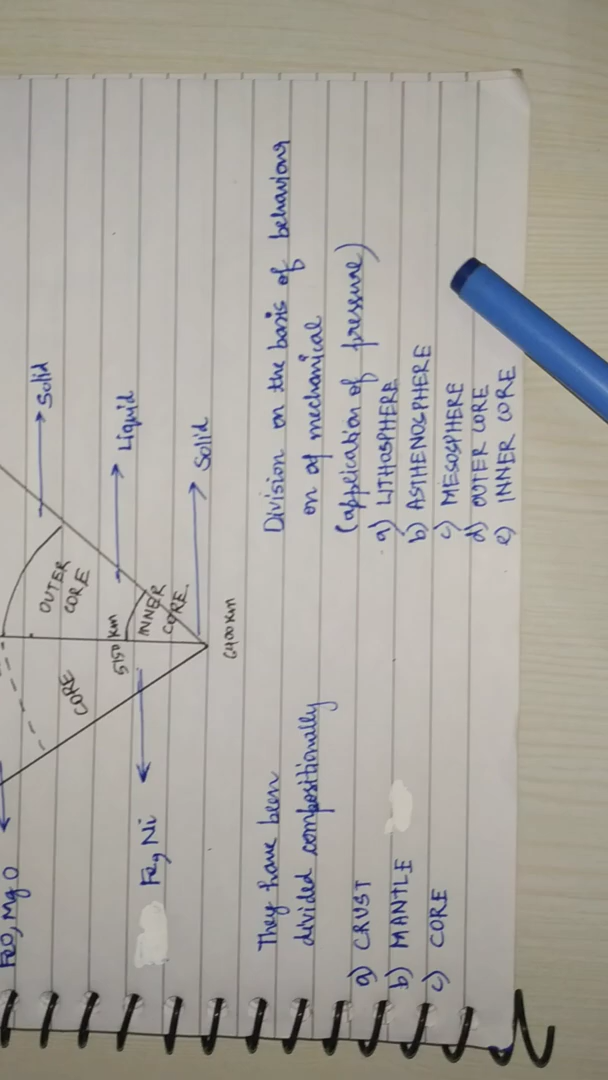 FeO, MgO
Solid
OUTER
CORE
CORE
Liquid
5150 km
INNER
CORE.
Fe, Ni
Solid
6400 km
They have been
divided compositionally
a) CRUST
b) MANTLE
c) CORE
Division on the basis of behaviour
on of mechanical
(application of pressure)
a) LITHOSPHERE
b) ASTHENOSPHERE
c) MESOSPHERE
d) OUTER CORE
e) INNER CORE